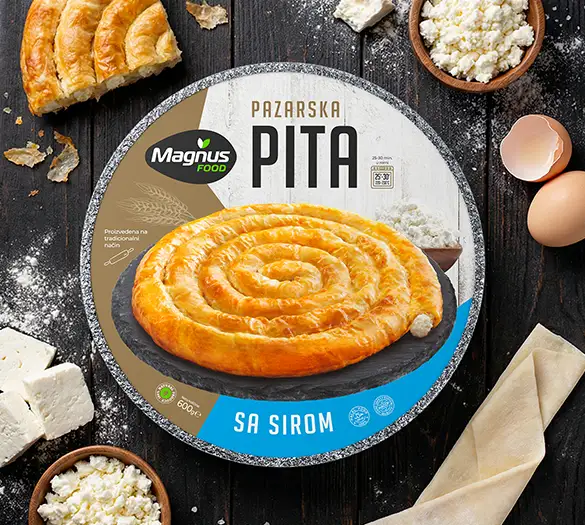 PAZARSKA
PITA
Magnus
FOOD
Proizvedena na
tradicionalni
način
600g
SA SIROM